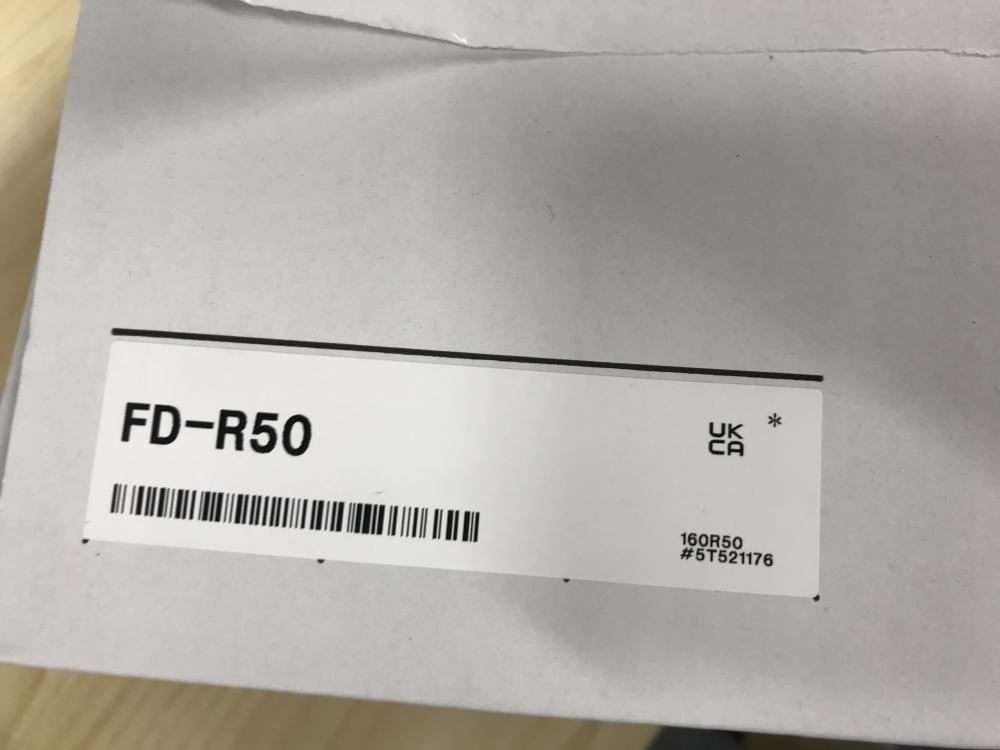 FD-R50
UK
CA
*
160R50
#5T521176